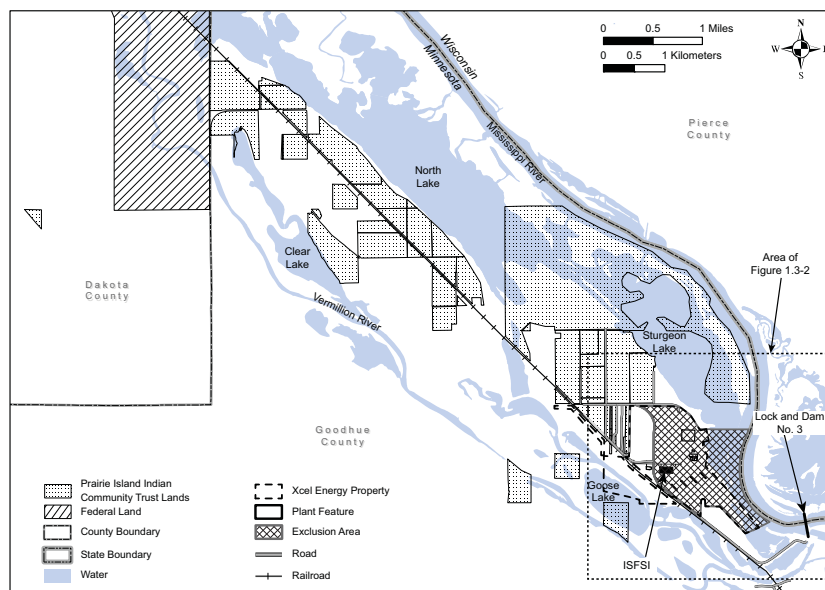 0 0.5 1 Miles
0 0.5 1 Kilometers
N
W
S
Wisconsin
Minnesota
Mississippi River
Pierce
County
North
Lake
Clear
Lake
Vermillion River
Dakota
County
Area of
Figure 1.3-2
Sturgeon
Lake
Lock and Dam
No. 3
Goodhue
County
Goose
Lake
ISFSI
Prairie Island Indian
Community Trust Lands
Federal Land
County Boundary
State Boundary
Water
Xcel Energy Property
Plant Feature
Exclusion Area
Road
Railroad